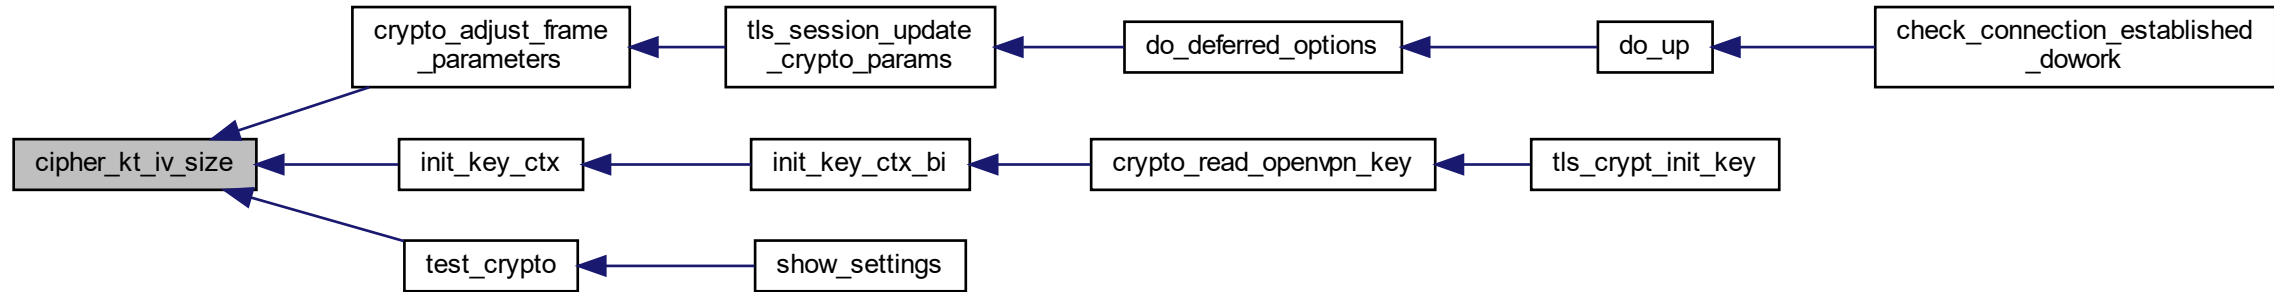 crypto_adjust_frame
_parameters
tls_session_update
_crypto_params
do_deferred_options
do_up
check_connection_established
_dowork
cipher_kt_iv_size
init_key_ctx
init_key_ctx_bi
crypto_read_openvpn_key
tls_crypt_init_key
test_crypto
show_settings